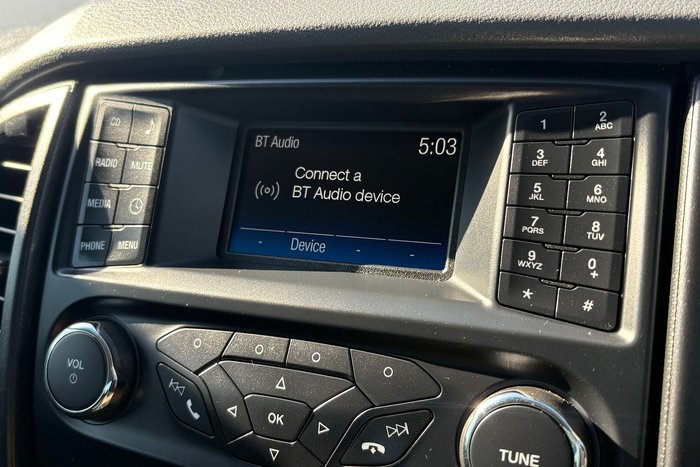 BT Audio 5:03
Connect a
BT Audio device
- Device - -
CD
RADIO MUTE
MEDIA
PHONE MENU
1 2 ABC
3 DEF 4 GHI
5 JKL 6 MNO
7 PQRS 8 TUV
9 WXYZ 0 +
* #
VOL
OK
TUNE